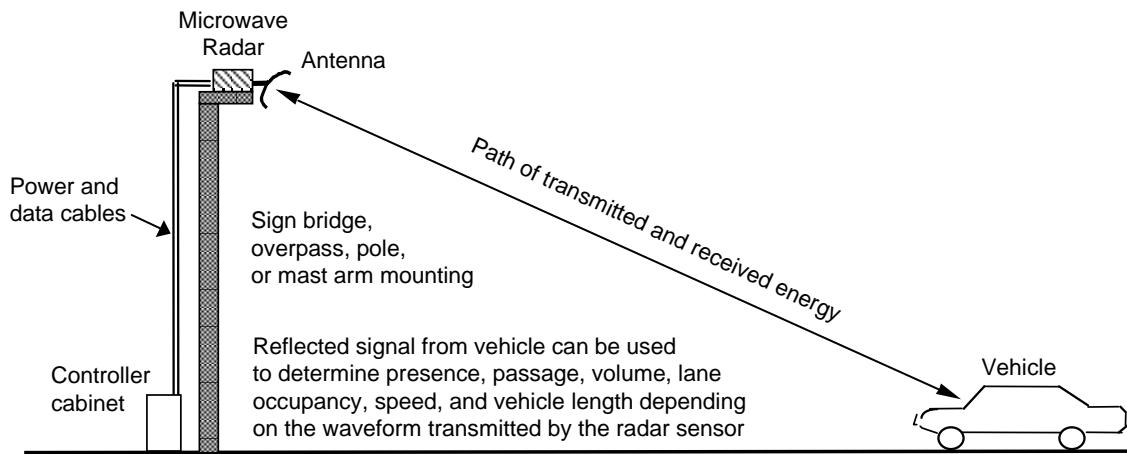 Microwave
Radar
Antenna
Path of transmitted and received energy
Power and
data cables
Sign bridge,
overpass, pole,
or mast arm mounting
Reflected signal from vehicle can be used
to determine presence, passage, volume, lane
occupancy, speed, and vehicle length depending
on the waveform transmitted by the radar sensor
Controller
cabinet
Vehicle